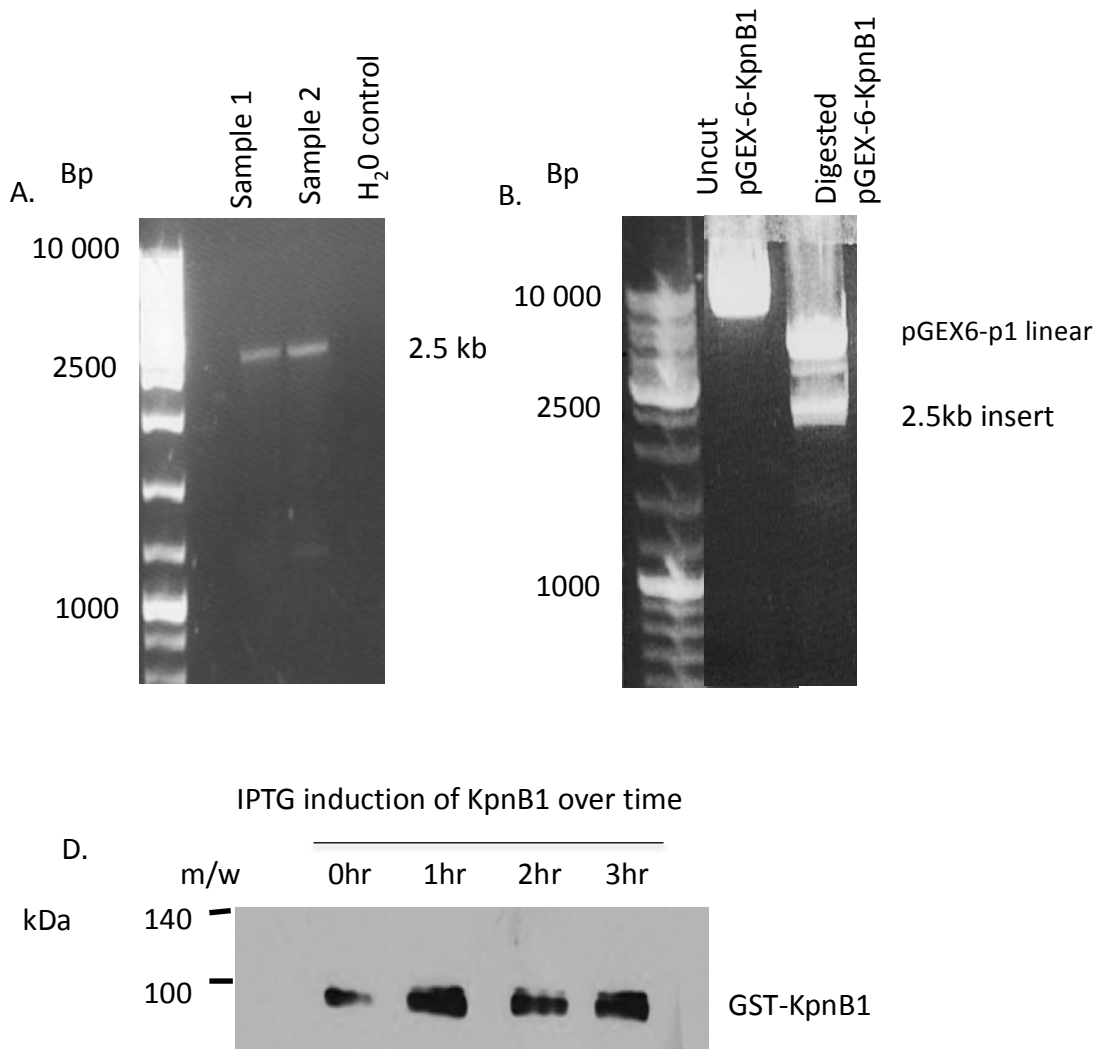 A.
Bp
Sample 1
Sample 2
H20 control
10 000
2500
1000
2.5 kb
B.
Bp
Uncut
pGEX-6-KpnB1
Digested
pGEX-6-KpnB1
10 000
2500
1000
pGEX6-p1 linear
2.5kb insert
IPTG induction of KpnB1 over time
D.
m/w 0hr 1hr 2hr 3hr
kDa
140
100
GST-KpnB1